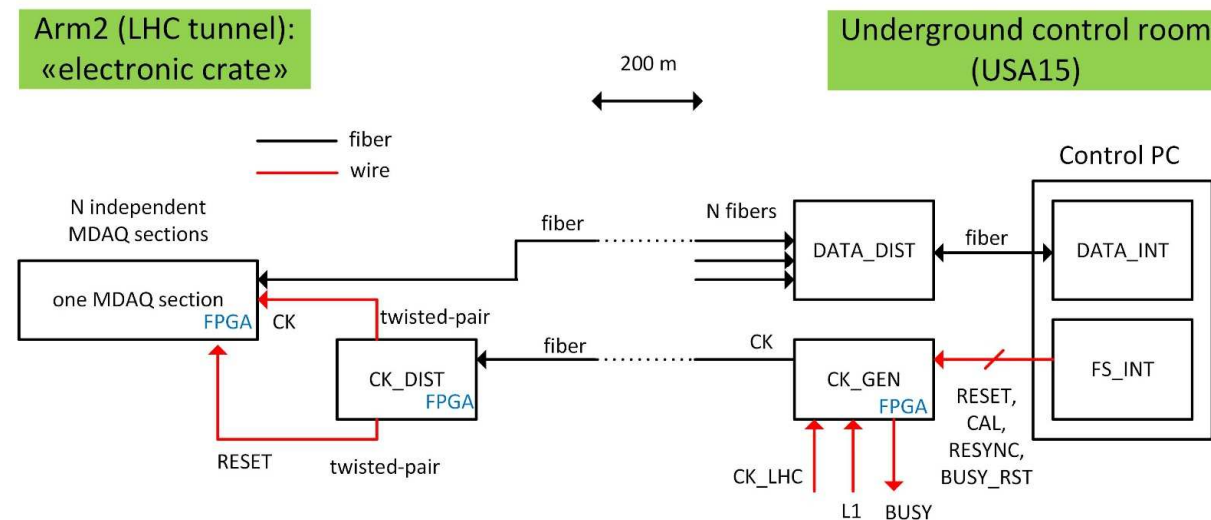 Arm2 (LHC tunnel):
«electronic crate»
Underground control room
(USA15)
200 m
fiber
wire
Control PC
N independent
MDAQ sections
fiber
N fibers
DATA_DIST
fiber
DATA_INT
one MDAQ section
FPGA
CK
twisted-pair
fiber
CK
CK_DIST
FPGA
CK_GEN
FPGA
FS_INT
RESET,
CAL,
RESYNC,
BUSY_RST
RESET
twisted-pair
CK_LHC
L1
BUSY